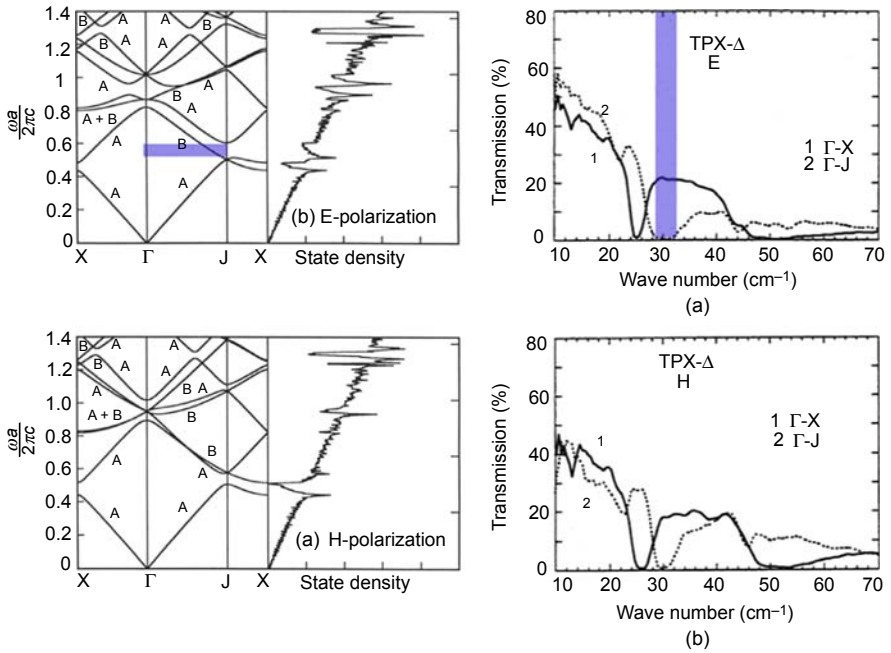 1.4
1.2
1
0.8
0.6
0.4
0.2
0
ωa
2πc
B A A
B A A
A B
A
A + B
B
A
A A
(b) E-polarization
X Γ J X State density
80
60
40
20
0
Transmission (%)
TPX-Δ
E
2
1
1 Γ-X
2 Γ-J
10 20 30 40 50 60 70
Wave number (cm⁻¹)
(a)
1.4
1.2
1.0
0.8
0.6
0.4
0.2
0
ωa
2πc
A A
B A A
A B A
A + B B
B
A A
A A
(a) H-polarization
X Γ J X State density
80
60
40
20
0
Transmission (%)
TPX-Δ
H
1
2
1 Γ-X
2 Γ-J
10 20 30 40 50 60 70
Wave number (cm⁻¹)
(b)